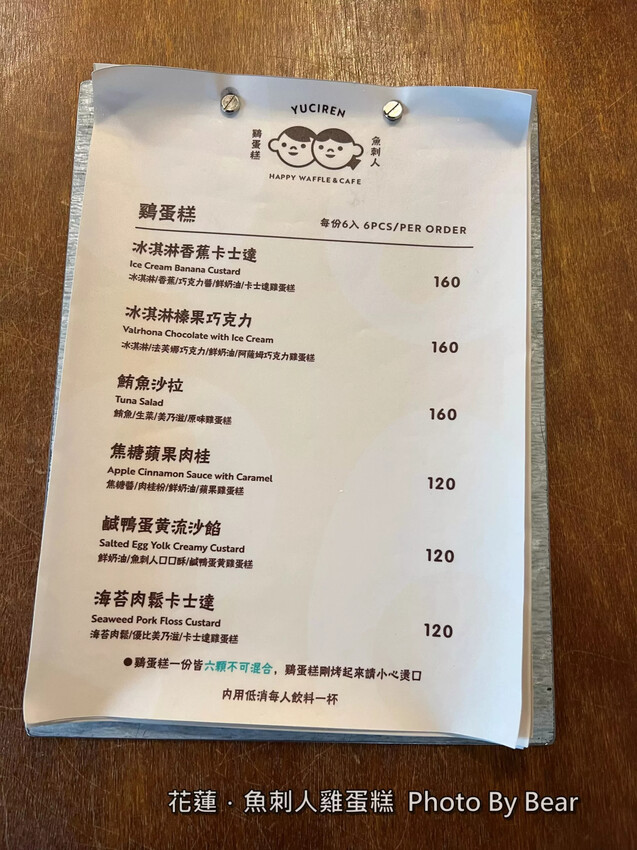 YUCIREN
鷄蛋糕
魚刺人
HAPPY WAFFLE & CAFE
鷄蛋糕
每份6入 6PCS/PER ORDER
冰淇淋香蕉卡士達
Ice Cream Banana Custard
冰淇淋/香蕉/巧克力醬/鮮奶油/卡士達雞蛋糕
160
冰淇淋榛果巧克力
Valrhona Chocolate with Ice Cream
冰淇淋/法芙娜巧克力/鮮奶油/阿薩姆巧克力雞蛋糕
160
鮪魚沙拉
Tuna Salad
鮪魚/生菜/美乃滋/原味雞蛋糕
160
焦糖蘋果肉桂
Apple Cinnamon Sauce with Caramel
焦糖醬/肉桂粉/鮮奶油/蘋果雞蛋糕
120
鹹鴨蛋黃流沙餡
Salted Egg Yolk Creamy Custard
鮮奶油/魚刺人口口酥/鹹鴨蛋黃雞蛋糕
120
海苔肉鬆卡士達
Seaweed Pork Floss Custard
海苔肉鬆/優比美乃滋/卡士達雞蛋糕
120
●鷄蛋糕一份皆六顆不可混合，鷄蛋糕剛烤起來請小心燙口
內用低消每人飲料一杯
花蓮．魚刺人雞蛋糕 Photo By Bear